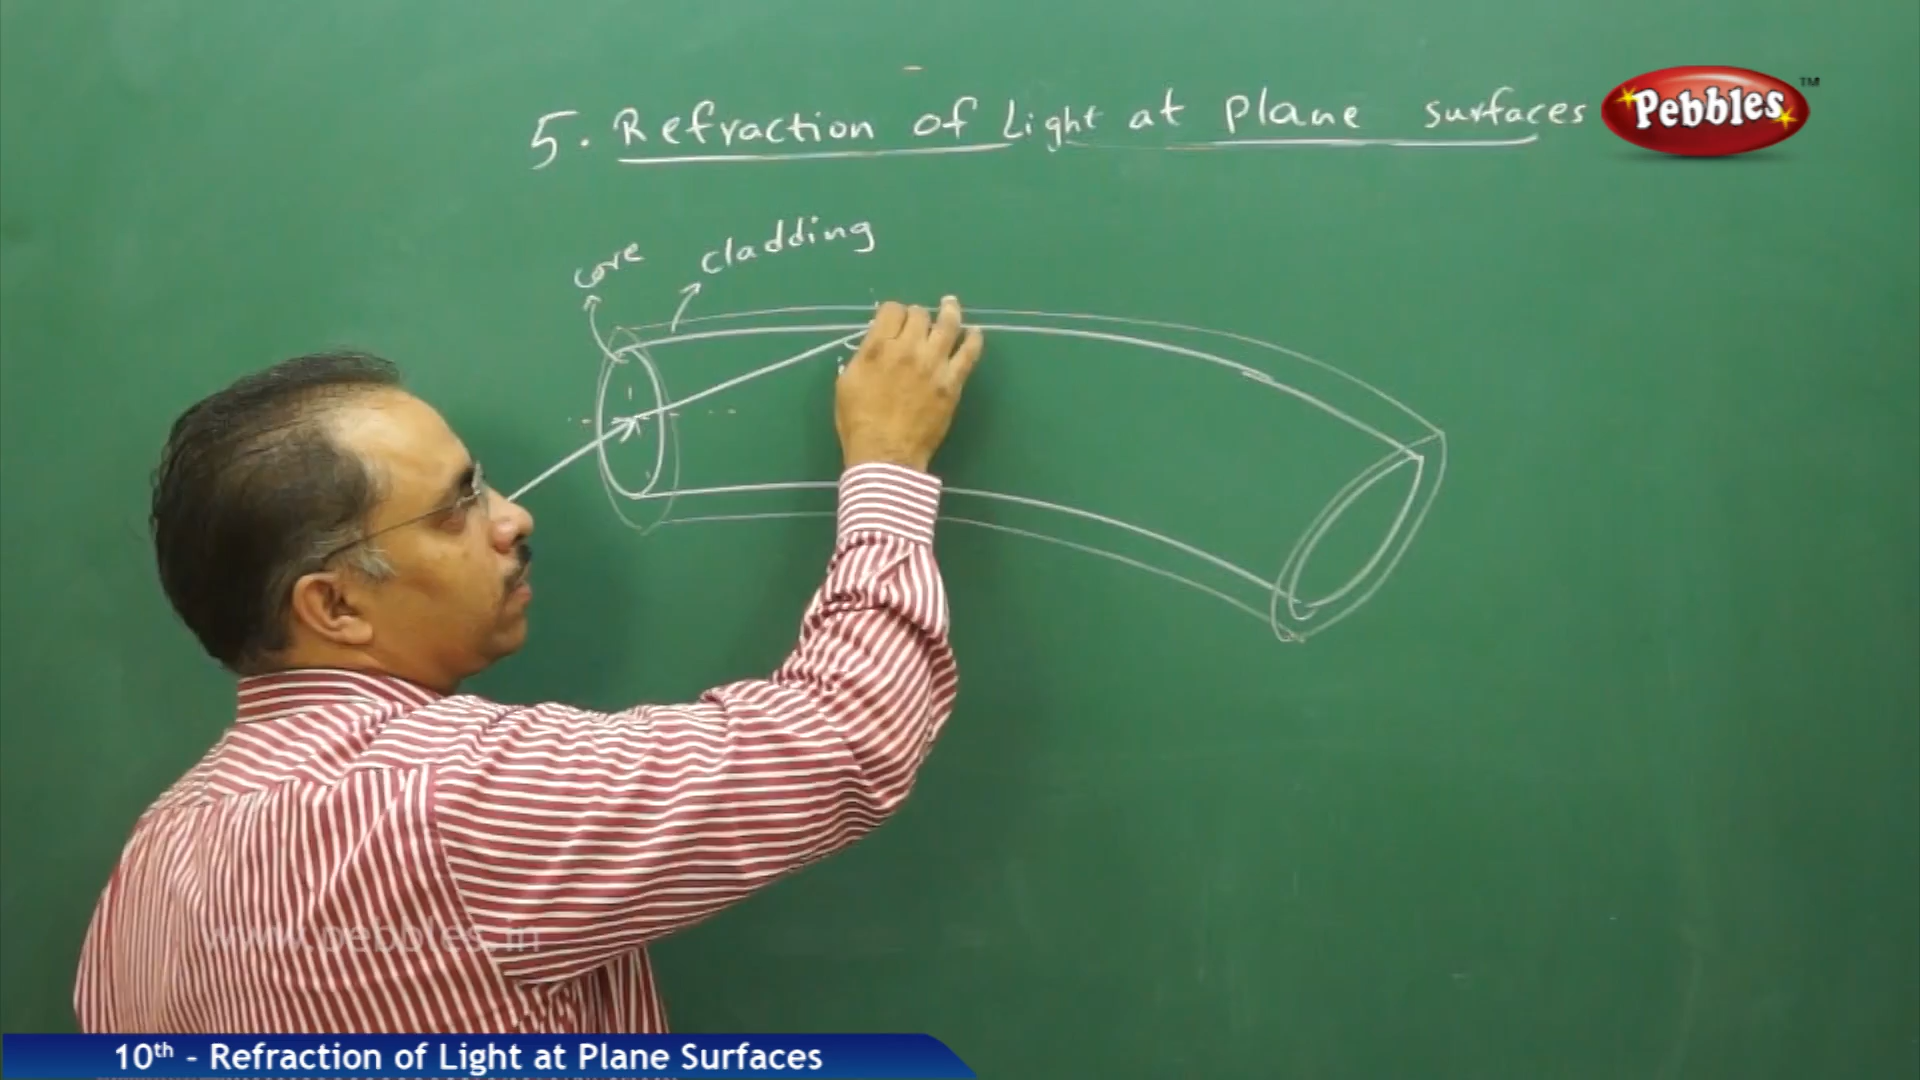 5. Refraction of Light at Plane surfaces
Pebbles™
core
cladding
i
www.pebbles.in
10th - Refraction of Light at Plane Surfaces